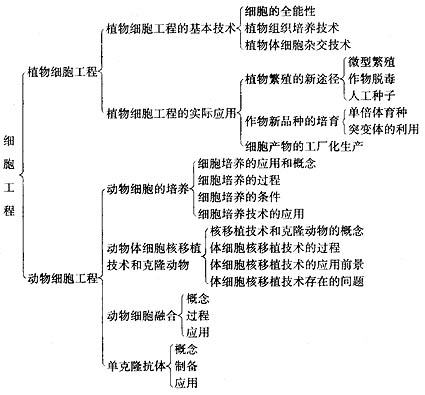 细胞的全能性
植物细胞工程的基本技术
植物组织培养技术
植物体细胞杂交技术
植物细胞工程
微型繁殖
植物繁殖的新途径
作物脱毒
人工种子
植物细胞工程的实际应用
单倍体育种
作物新品种的培育
突变体的利用
细胞产物的工厂化生产
细胞工程
细胞培养的应用和概念
动物细胞的培养
细胞培养的过程
细胞培养的条件
细胞培养技术的应用
核移植技术和克隆动物的概念
动物体细胞核移植
体细胞核移植技术的过程
技术和克隆动物
体细胞核移植技术的应用前景
动物细胞工程
体细胞核移植技术存在的问题
概念
动物细胞融合
过程
应用
概念
单克隆抗体
制备
应用